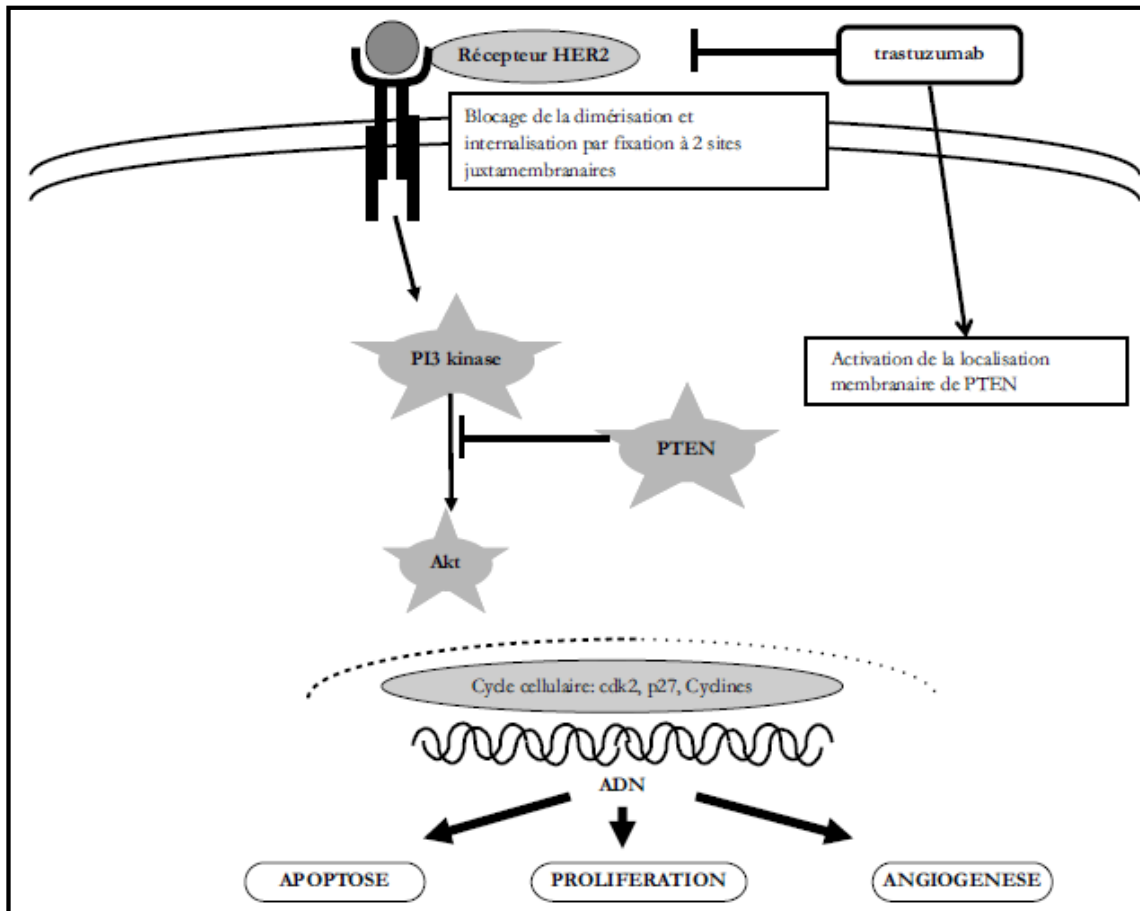 Récepteur HER2
trastuzumab
Blocage de la dimérisation et
internalisation par fixation à 2 sites
juxtamembranaires
PI3 kinase
Activation de la localisation
membranaire de PTEN
PTEN
Akt
Cycle cellulaire: cdk2, p27, Cyclines
ADN
APOPTOSE
PROLIFERATION
ANGIOGENESE